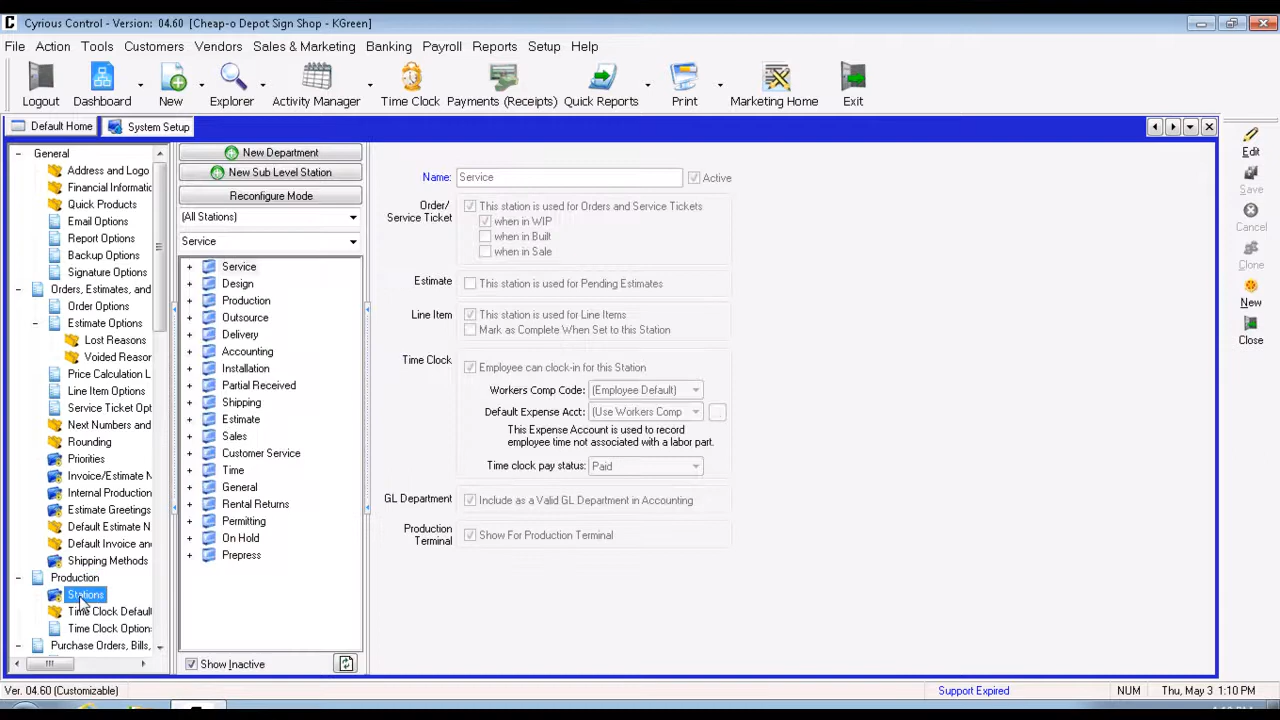 Cyrious Control - Version: 04.60 [Cheap-o Depot Sign Shop - KGreen]
File Action Tools Customers Vendors Sales & Marketing Banking Payroll Reports Setup Help
Logout Dashboard New Explorer Activity Manager Time Clock Payments (Receipts) Quick Reports Print Marketing Home Exit
Default Home System Setup
General
Address and Logo
Financial Informatic
Quick Products
Email Options
Report Options
Backup Options
Signature Options
Orders, Estimates, and
Order Options
Estimate Options
Lost Reasons
Voided Reason
Price Calculation L
Line Item Options
Service Ticket Opt
Next Numbers and
Rounding
Priorities
Invoice/Estimate N
Internal Production
Estimate Greetings
Default Estimate N
Default Invoice an
Shipping Methods
Production
Stations
Time Clock Default
Time Clock Option
Purchase Orders, Bills,
New Department
New Sub Level Station
Reconfigure Mode
(All Stations)
Service
Service
Design
Production
Outsource
Delivery
Accounting
Installation
Partial Received
Shipping
Estimate
Sales
Customer Service
Time
General
Rental Returns
Permitting
On Hold
Prepress
Show Inactive
Name: Service Active
Order/
Service Ticket
This station is used for Orders and Service Tickets
when in WIP
when in Built
when in Sale
Estimate This station is used for Pending Estimates
Line Item This station is used for Line Items
Mark as Complete When Set to this Station
Time Clock Employee can clock-in for this Station
Workers Comp Code: (Employee Default)
Default Expense Acct: (Use Workers Comp ...
This Expense Account is used to record
employee time not associated with a labor part.
Time clock pay status: Paid
GL Department Include as a Valid GL Department in Accounting
Production
Terminal
Show For Production Terminal
Edit
Save
Cancel
Clone
New
Close
Ver. 04.60 (Customizable) Support Expired NUM Thu, May 3 1:10 PM